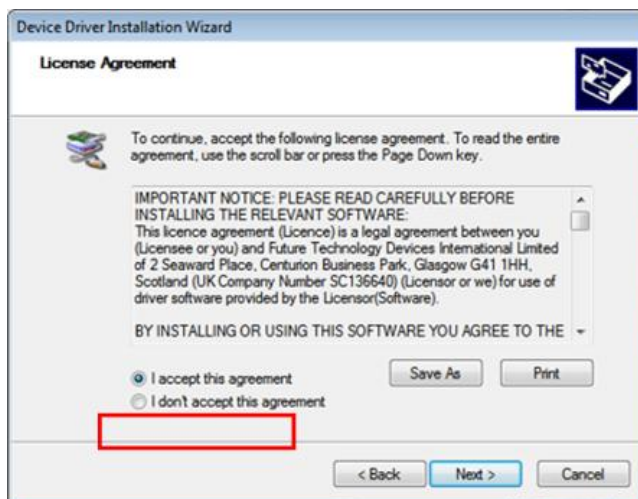 Device Driver Installation Wizard
License Agreement
To continue, accept the following license agreement. To read the entire
agreement, use the scroll bar or press the Page Down key.
IMPORTANT NOTICE: PLEASE READ CAREFULLY BEFORE
INSTALLING THE RELEVANT SOFTWARE:
This licence agreement (Licence) is a legal agreement between you
(Licensee or you) and Future Technology Devices International Limited
of 2 Seaward Place, Centurion Business Park, Glasgow G41 1HH,
Scotland (UK Company Number SC136640) (Licensor or we) for use of
driver software provided by the Licensor(Software).
BY INSTALLING OR USING THIS SOFTWARE YOU AGREE TO THE
I accept this agreement
Save As
Print
I don't accept this agreement
< Back
Next >
Cancel